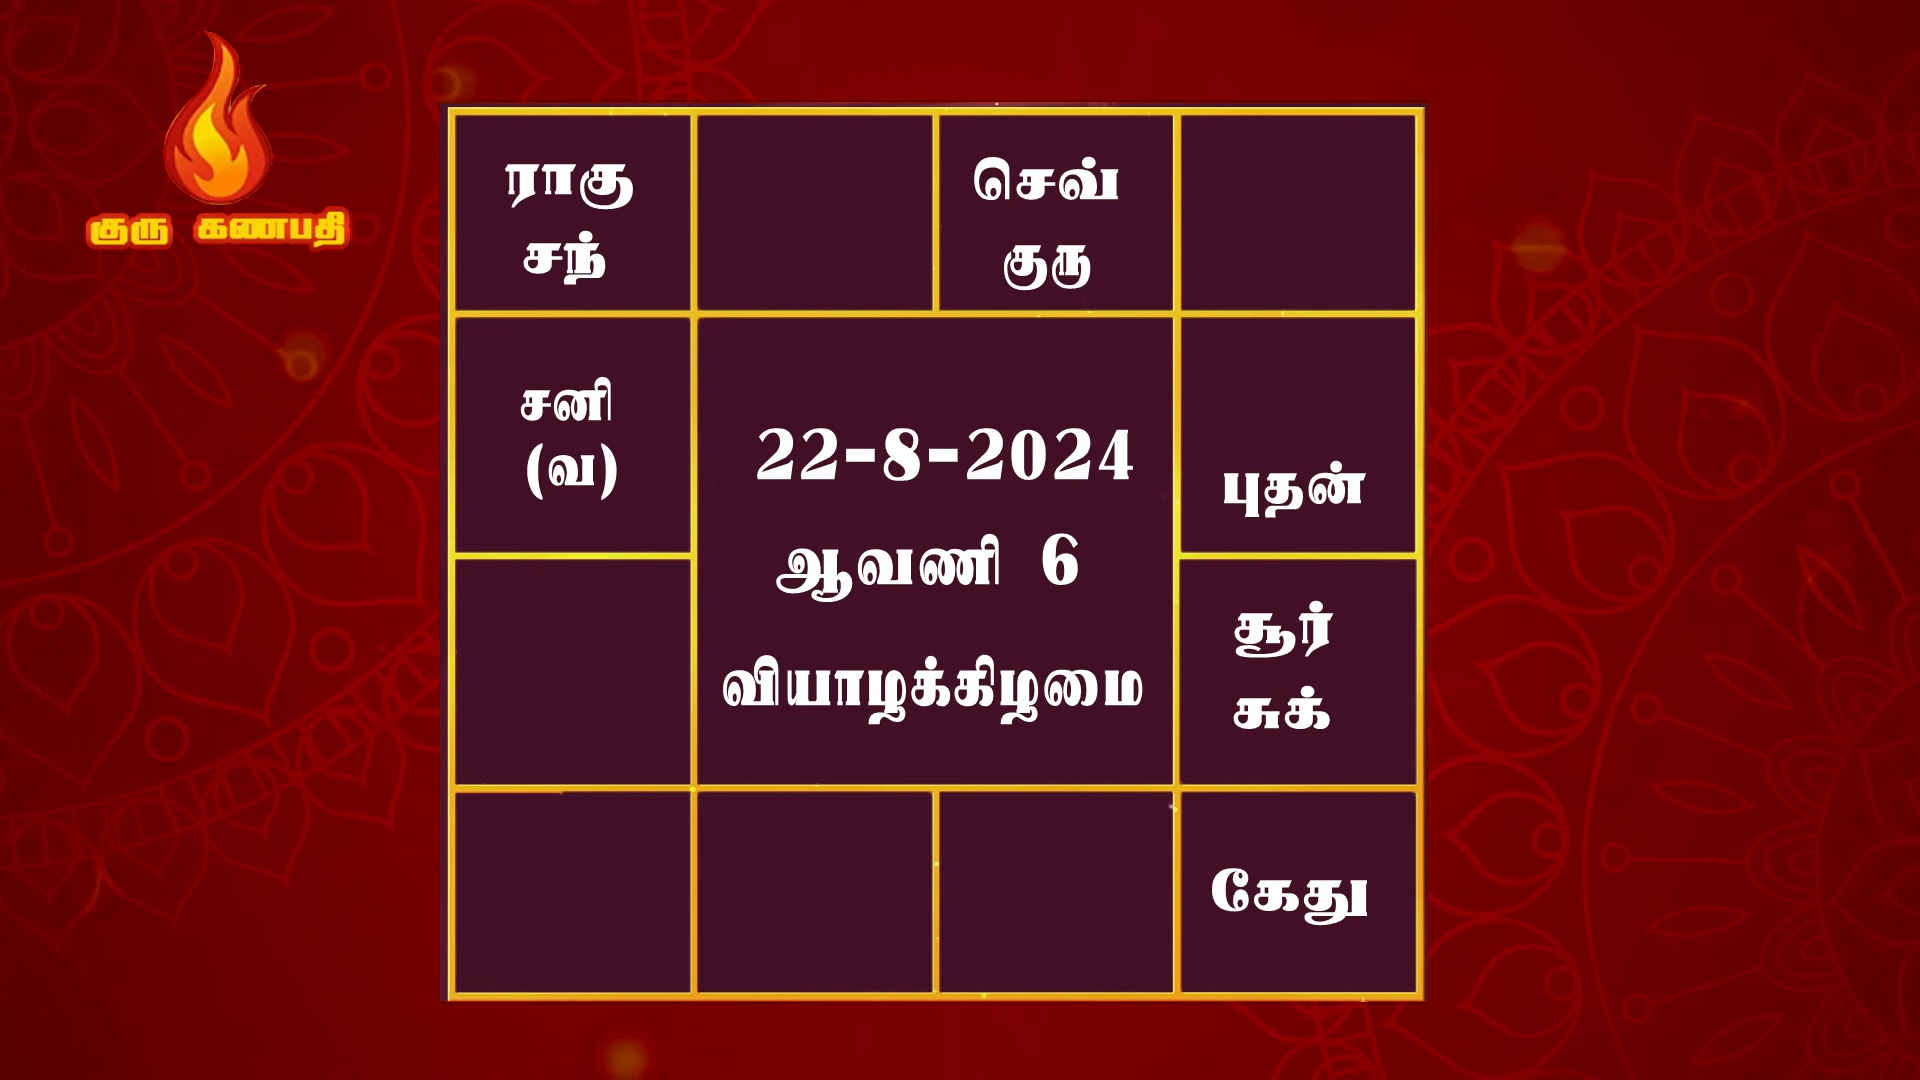 குரு கணபதி
ராகு
சந்
செவ்
குரு
சனி
(வ)
22-8-2024
ஆவணி 6
வியாழக்கிழமை
புதன்
சூர்
சுக்
கேது